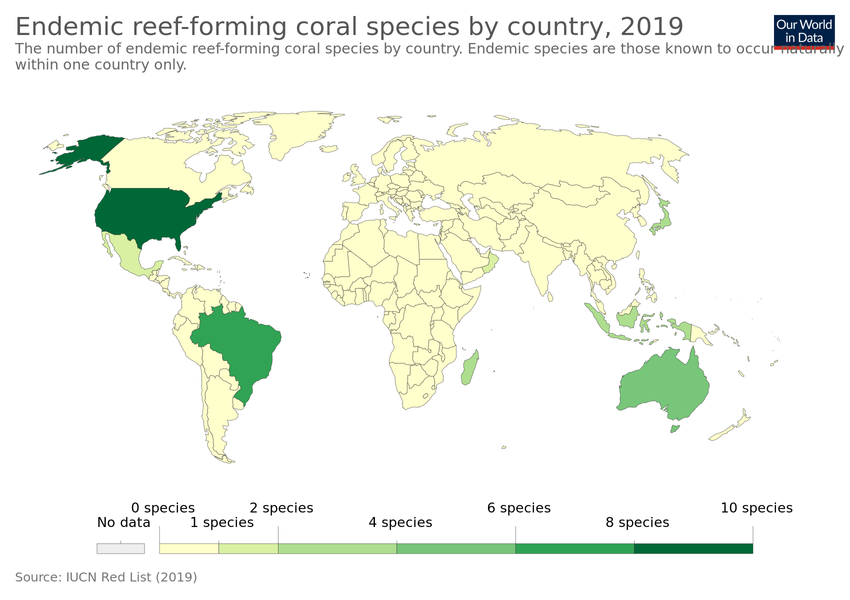 Endemic reef-forming coral species by country, 2019
Our World
in Data
The number of endemic reef-forming coral species by country. Endemic species are those known to occur naturally
within one country only.
0 species 2 species 6 species 10 species
No data 1 species 4 species 8 species
Source: IUCN Red List (2019)